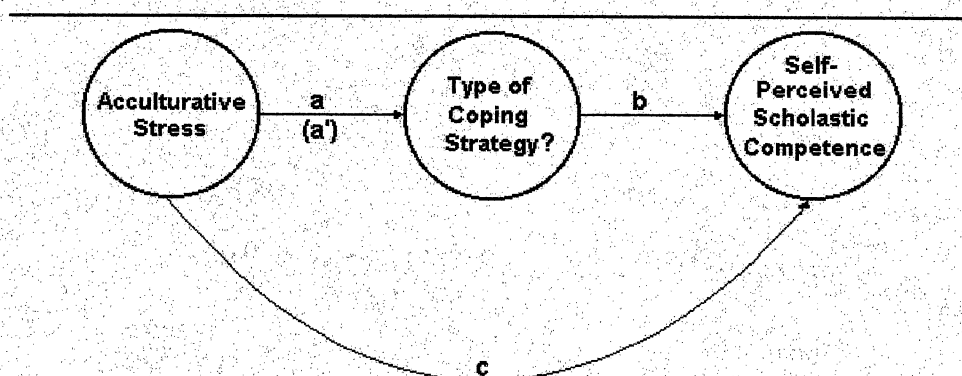 Acculturative
Stress
a
(a')
Type of
Coping
Strategy?
b
Self-
Perceived
Scholastic
Competence
c